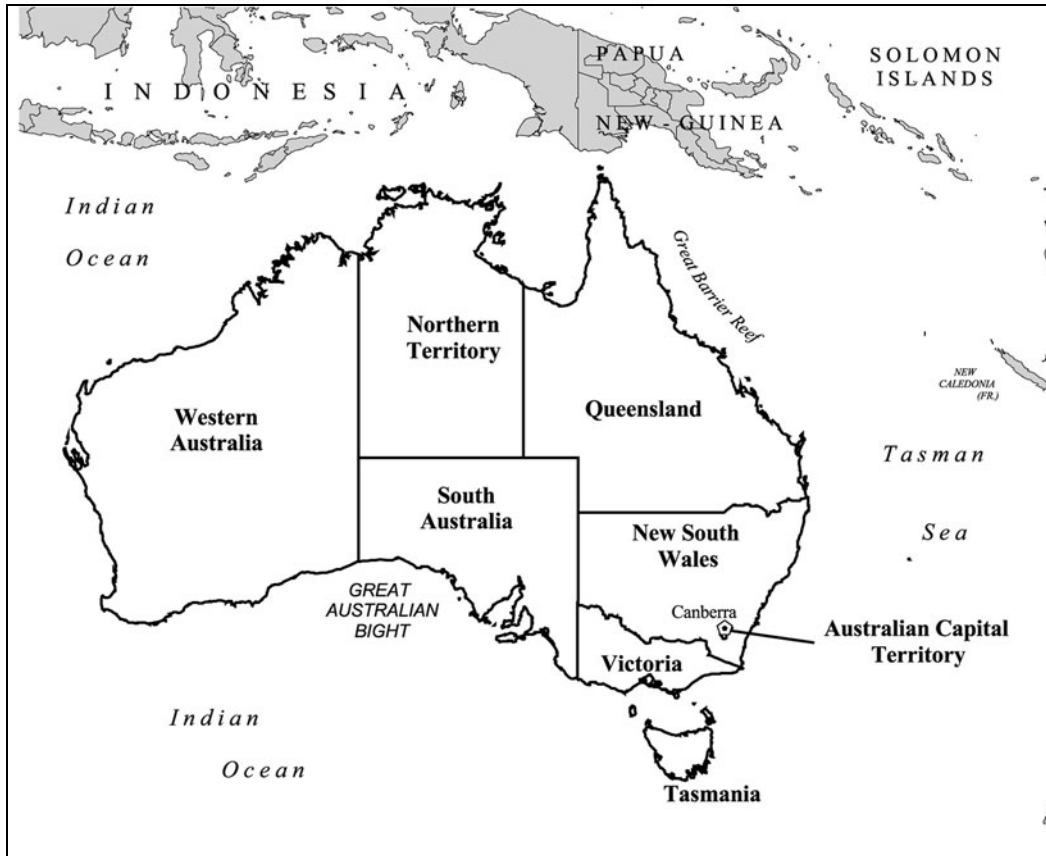 PAPUA
NEW - GUINEA
SOLOMON
ISLANDS
INDONESIA
Indian
Ocean
Great Barrier Reef
Northern
Territory
NEW
CALEDONIA
(FR.)
Western
Australia
Queensland
Tasman
Sea
South
Australia
New South
Wales
GREAT
AUSTRALIAN
BIGHT
Canberra
Australian Capital
Territory
Victoria
Indian
Ocean
Tasmania